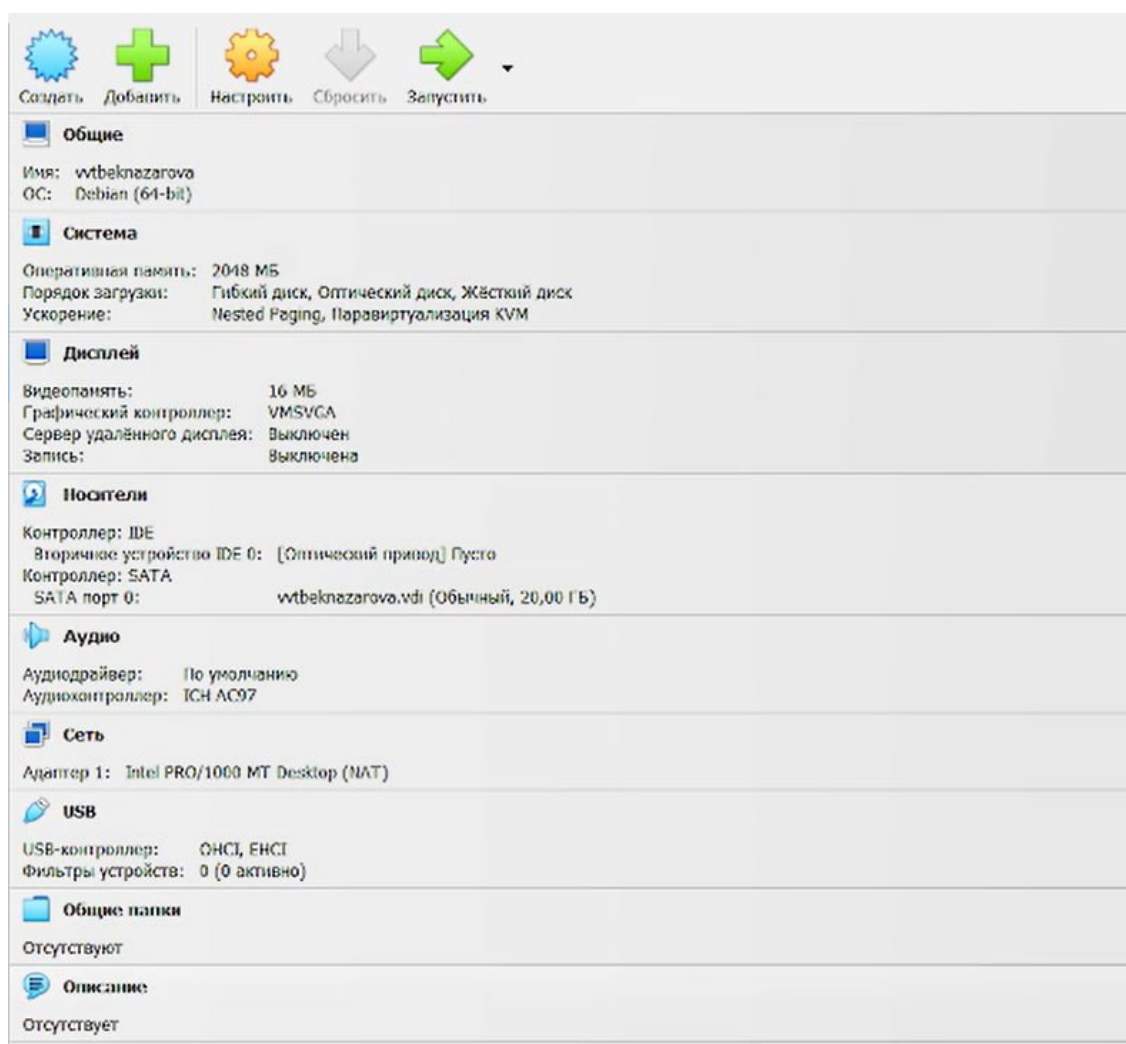 Создать Добавить Настроить Сбросить Запустить
Общие
Имя: vvtbeknazarova
ОС: Debian (64-bit)
Система
Оперативная память: 2048 МБ
Порядок загрузки: Гибкий диск, Оптический диск, Жёсткий диск
Ускорение: Nested Paging, Паравиртуализация KVM
Дисплей
Видеопамять: 16 МБ
Графический контроллер: VMSVGA
Сервер удалённого дисплея: Выключен
Запись: Выключена
Носители
Контроллер: IDE
Вторичное устройство IDE 0: [Оптический привод] Пусто
Контроллер: SATA
SATA порт 0: vvtbeknazarova.vdi (Обычный, 20,00 ГБ)
Аудио
Аудиодрайвер: По умолчанию
Аудиоконтроллер: ICH AC97
Сеть
Адаптер 1: Intel PRO/1000 MT Desktop (NAT)
USB
USB-контроллер: OHCI, EHCI
Фильтры устройств: 0 (0 активно)
Общие папки
Отсутствуют
Описание
Отсутствует